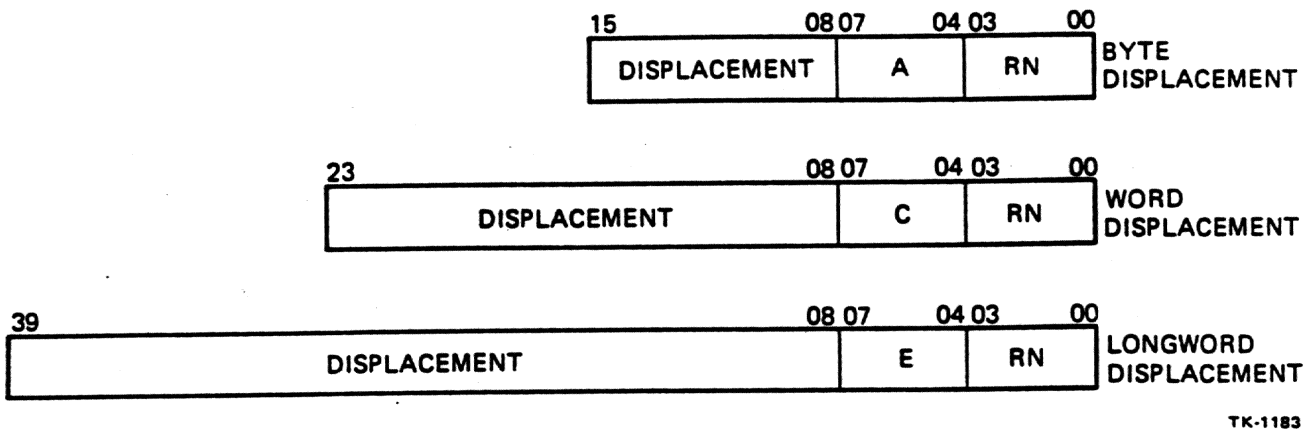 15 08 07 04 03 00
DISPLACEMENT A RN
BYTE
DISPLACEMENT
23 08 07 04 03 00
DISPLACEMENT C RN
WORD
DISPLACEMENT
39 08 07 04 03 00
DISPLACEMENT E RN
LONGWORD
DISPLACEMENT
TK-1183